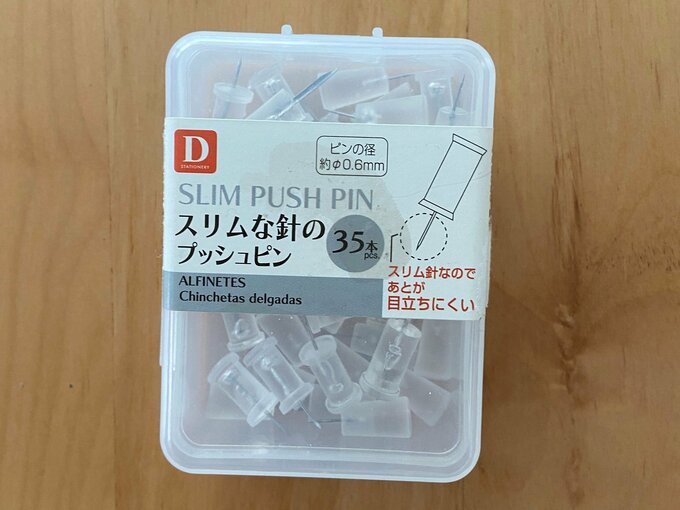 D
STATIONERY
ピンの径
約φ0.6mm
SLIM PUSH PIN
スリムな針の
プッシュピン
35本
pcs.
ALFINETES
Chinchetas delgadas
スリム針なので
あとが
目立ちにくい